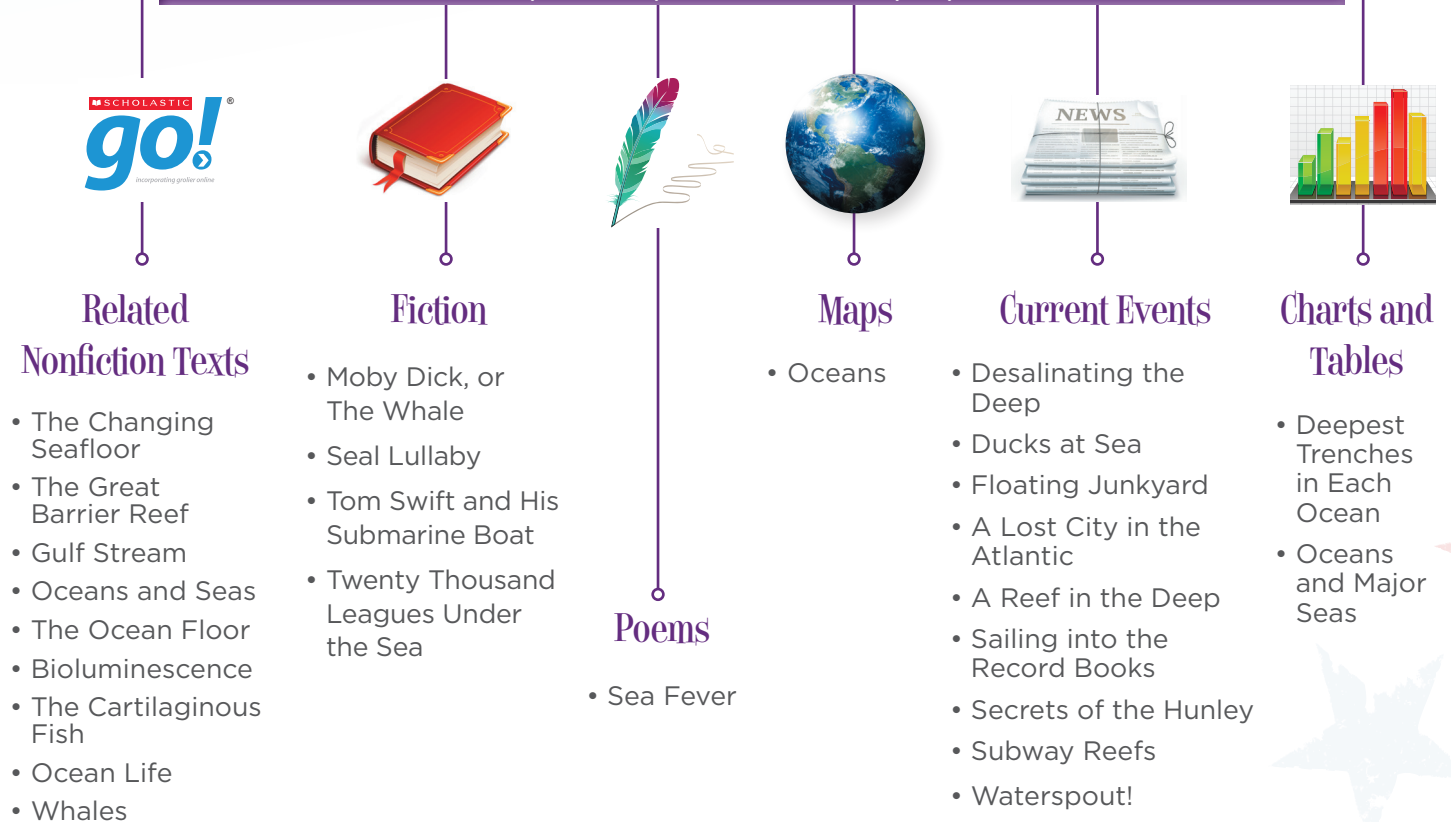 SCHOLASTIC
go!
®
incorporating grolier online
NEWS
Related
Nonfiction Texts
• The Changing
Seafloor
• The Great
Barrier Reef
• Gulf Stream
• Oceans and Seas
• The Ocean Floor
• Bioluminescence
• The Cartilaginous
Fish
• Ocean Life
• Whales
Fiction
• Moby Dick, or
The Whale
• Seal Lullaby
• Tom Swift and His
Submarine Boat
• Twenty Thousand
Leagues Under
the Sea
Poems
• Sea Fever
Maps
• Oceans
Current Events
• Desalinating the
Deep
• Ducks at Sea
• Floating Junkyard
• A Lost City in the
Atlantic
• A Reef in the Deep
• Sailing into the
Record Books
• Secrets of the Hunley
• Subway Reefs
• Waterspout!
Charts and
Tables
• Deepest
Trenches
in Each
Ocean
• Oceans
and Major
Seas